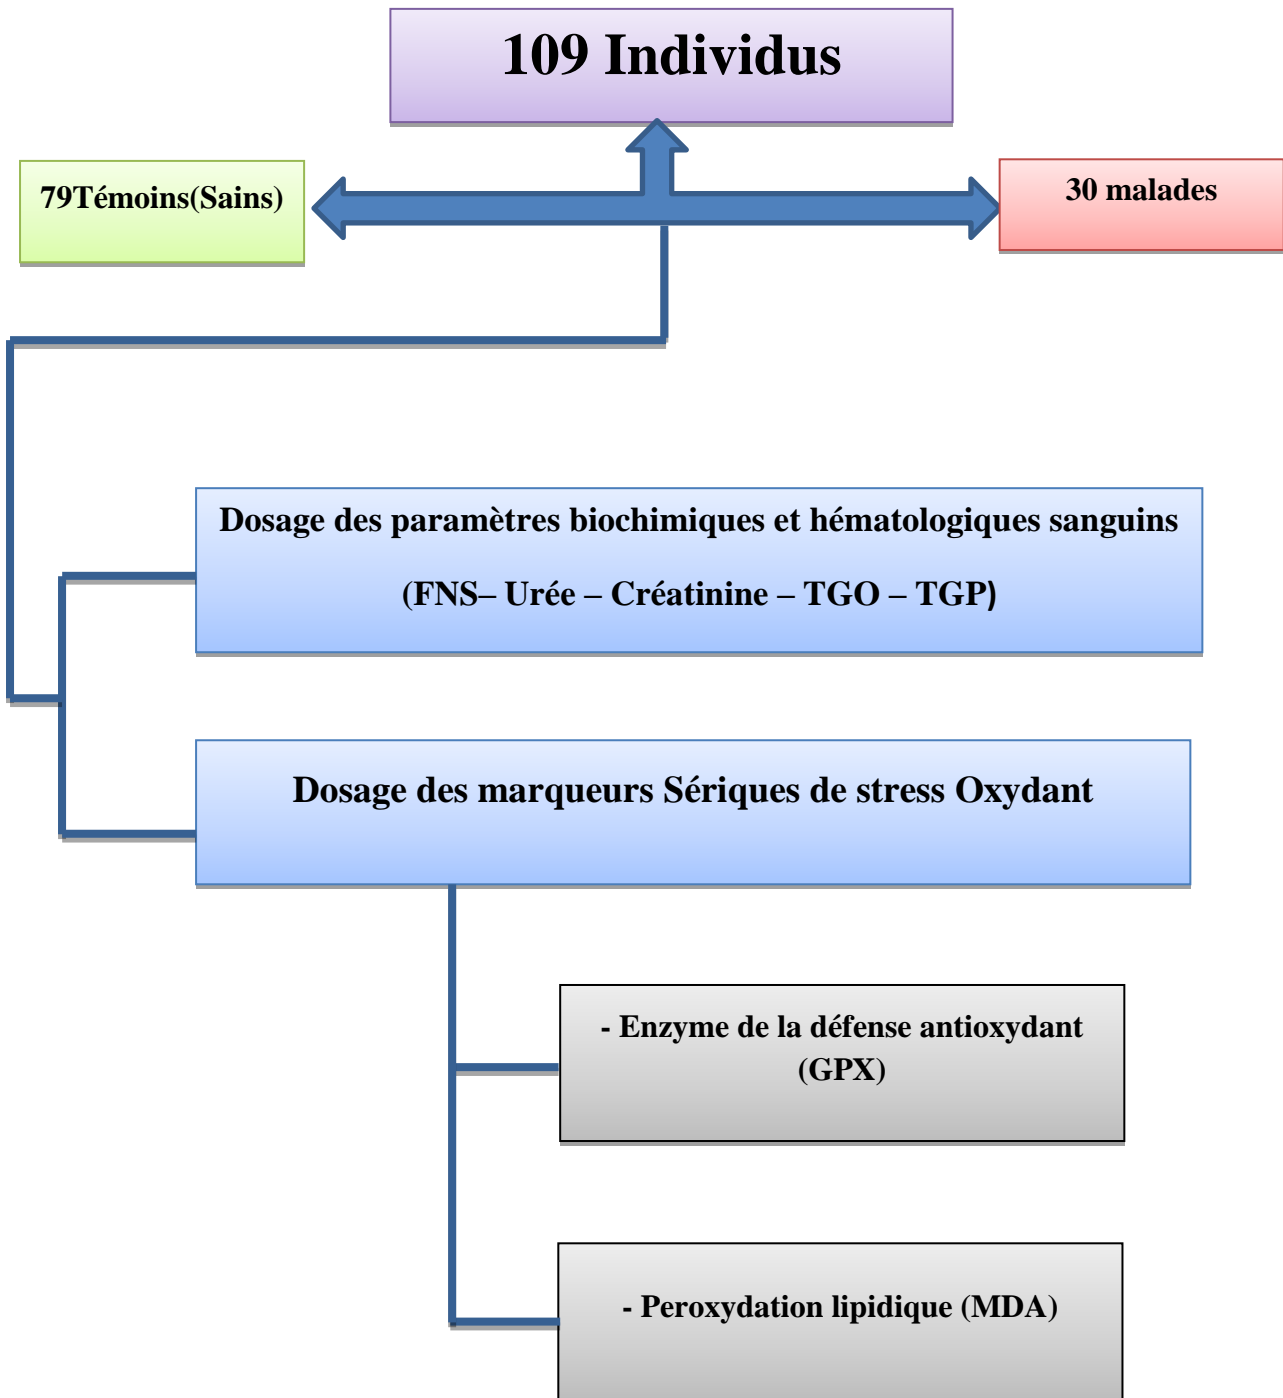 109 Individus
79Témoins(Sains)
30 malades
Dosage des paramètres biochimiques et hématologiques sanguins
(FNS– Urée – Créatinine – TGO – TGP)
Dosage des marqueurs Sériques de stress Oxydant
- Enzyme de la défense antioxydant
(GPX)
- Peroxydation lipidique (MDA)